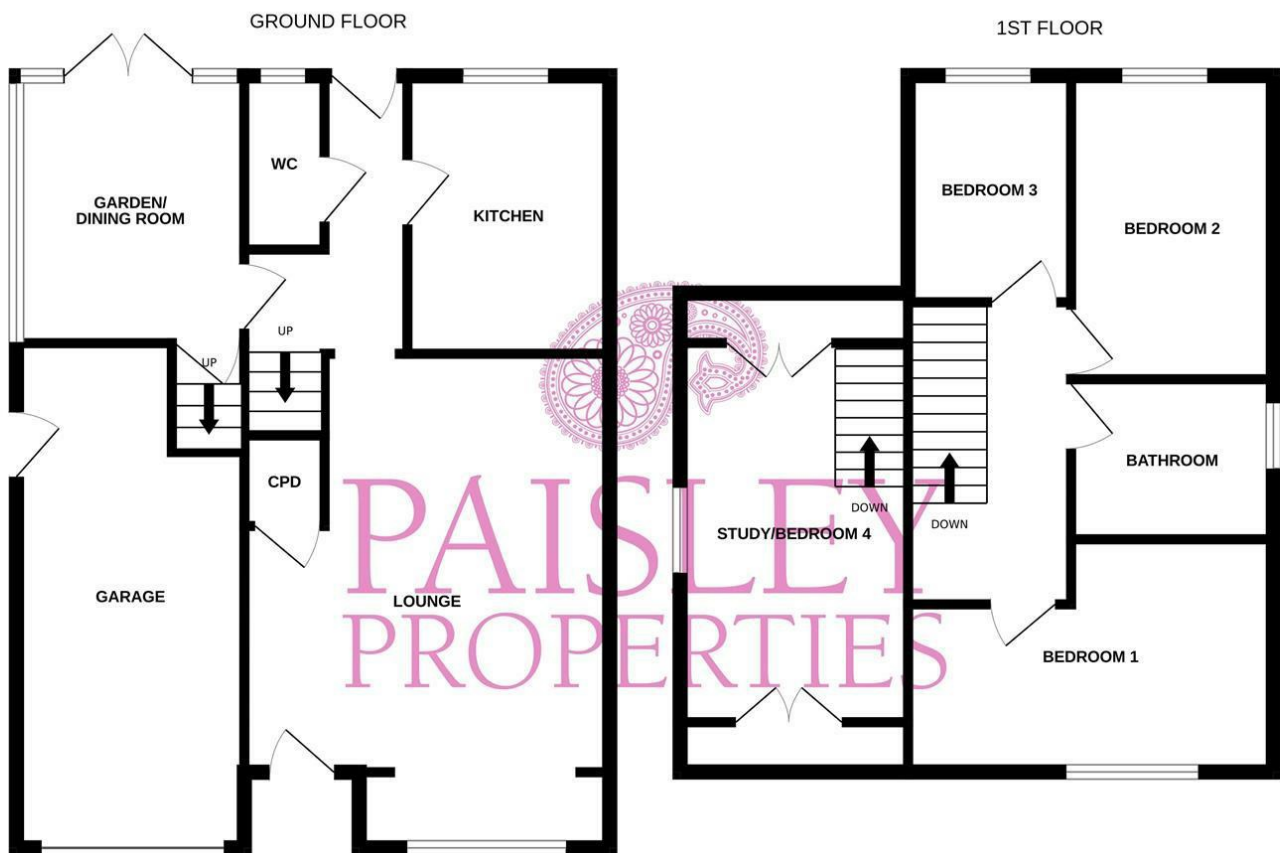 GROUND FLOOR
1ST FLOOR
WC
GARDEN/
DINING ROOM
KITCHEN
BEDROOM 3
BEDROOM 2
UP
UP
CPD
BATHROOM
DOWN
DOWN
STUDY/BEDROOM 4
GARAGE
LOUNGE
BEDROOM 1
PAISLEY
PROPERTIES